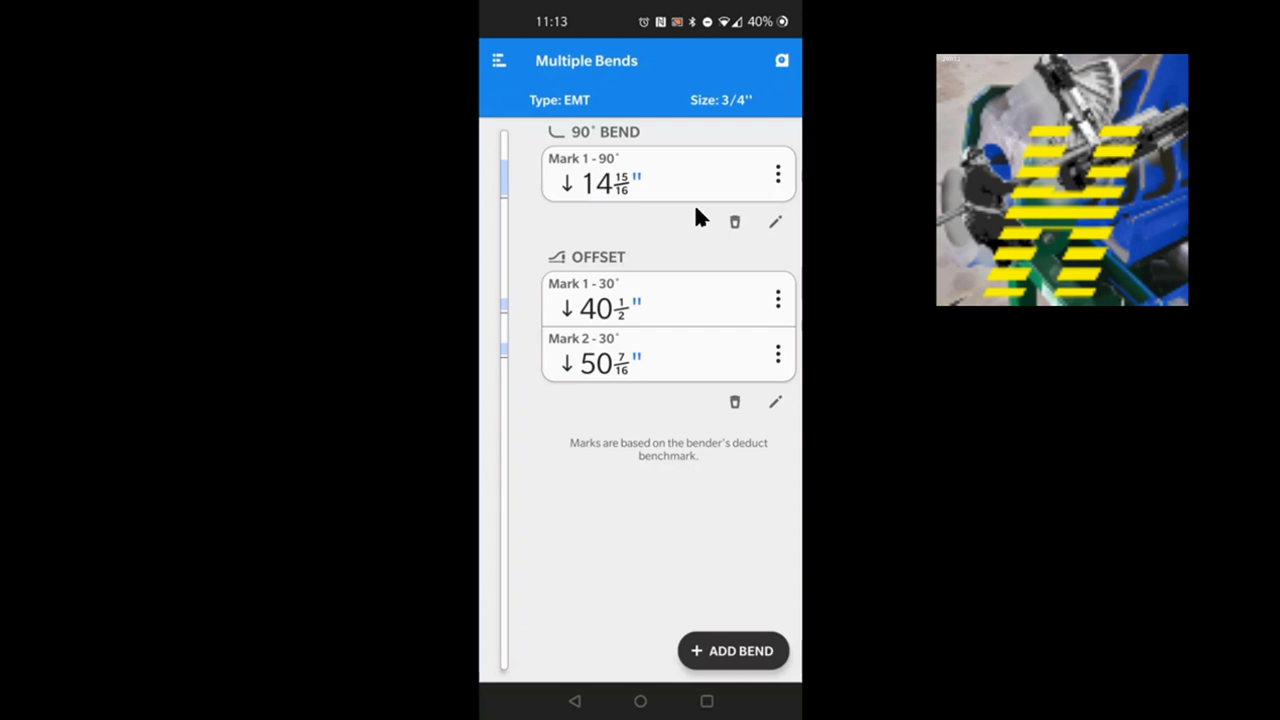 11:13
40%
Multiple Bends
Type: EMT
Size: 3/4''
90° BEND
Mark 1 - 90°
↓ 14 15/16"
OFFSET
Mark 1 - 30°
↓ 40 1/2"
Mark 2 - 30°
↓ 50 7/16"
Marks are based on the bender's deduct
benchmark.
+ ADD BEND
H